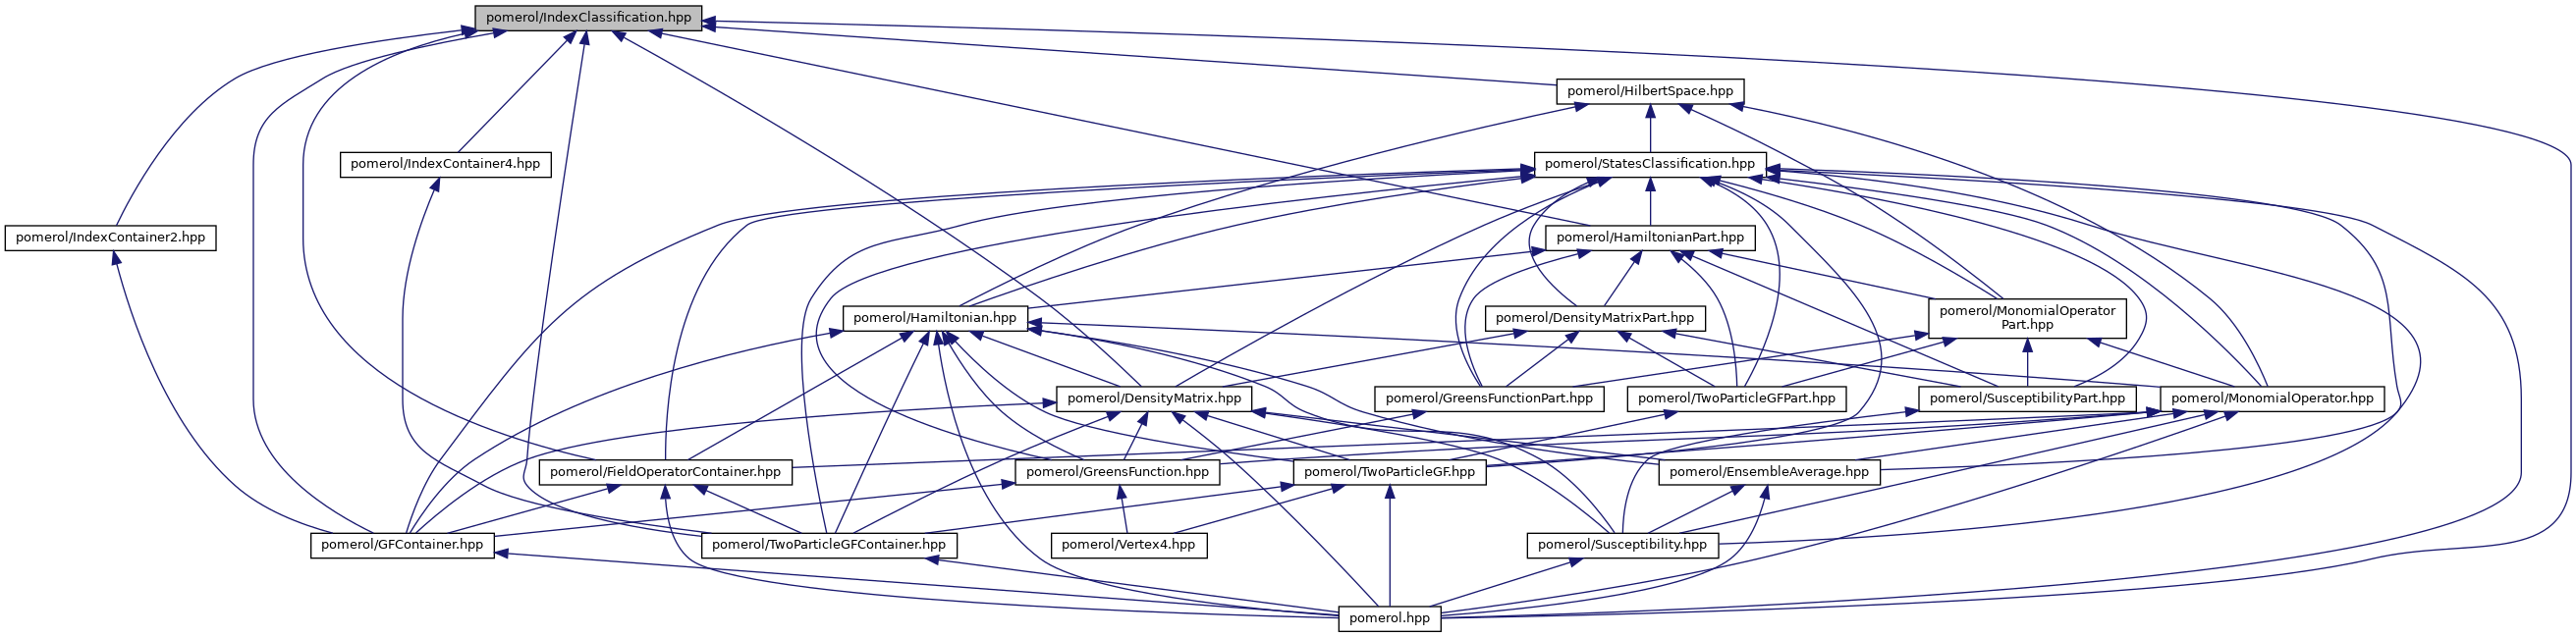 pomerol/IndexClassification.hpp
pomerol/HilbertSpace.hpp
pomerol/IndexContainer4.hpp
pomerol/StatesClassification.hpp
pomerol/IndexContainer2.hpp
pomerol/HamiltonianPart.hpp
pomerol/Hamiltonian.hpp
pomerol/DensityMatrixPart.hpp
pomerol/MonomialOperator
Part.hpp
pomerol/DensityMatrix.hpp
pomerol/GreensFunctionPart.hpp
pomerol/TwoParticleGFPart.hpp
pomerol/SusceptibilityPart.hpp
pomerol/MonomialOperator.hpp
pomerol/FieldOperatorContainer.hpp
pomerol/GreensFunction.hpp
pomerol/TwoParticleGF.hpp
pomerol/EnsembleAverage.hpp
pomerol/GFContainer.hpp
pomerol/TwoParticleGFContainer.hpp
pomerol/Vertex4.hpp
pomerol/Susceptibility.hpp
pomerol.hpp